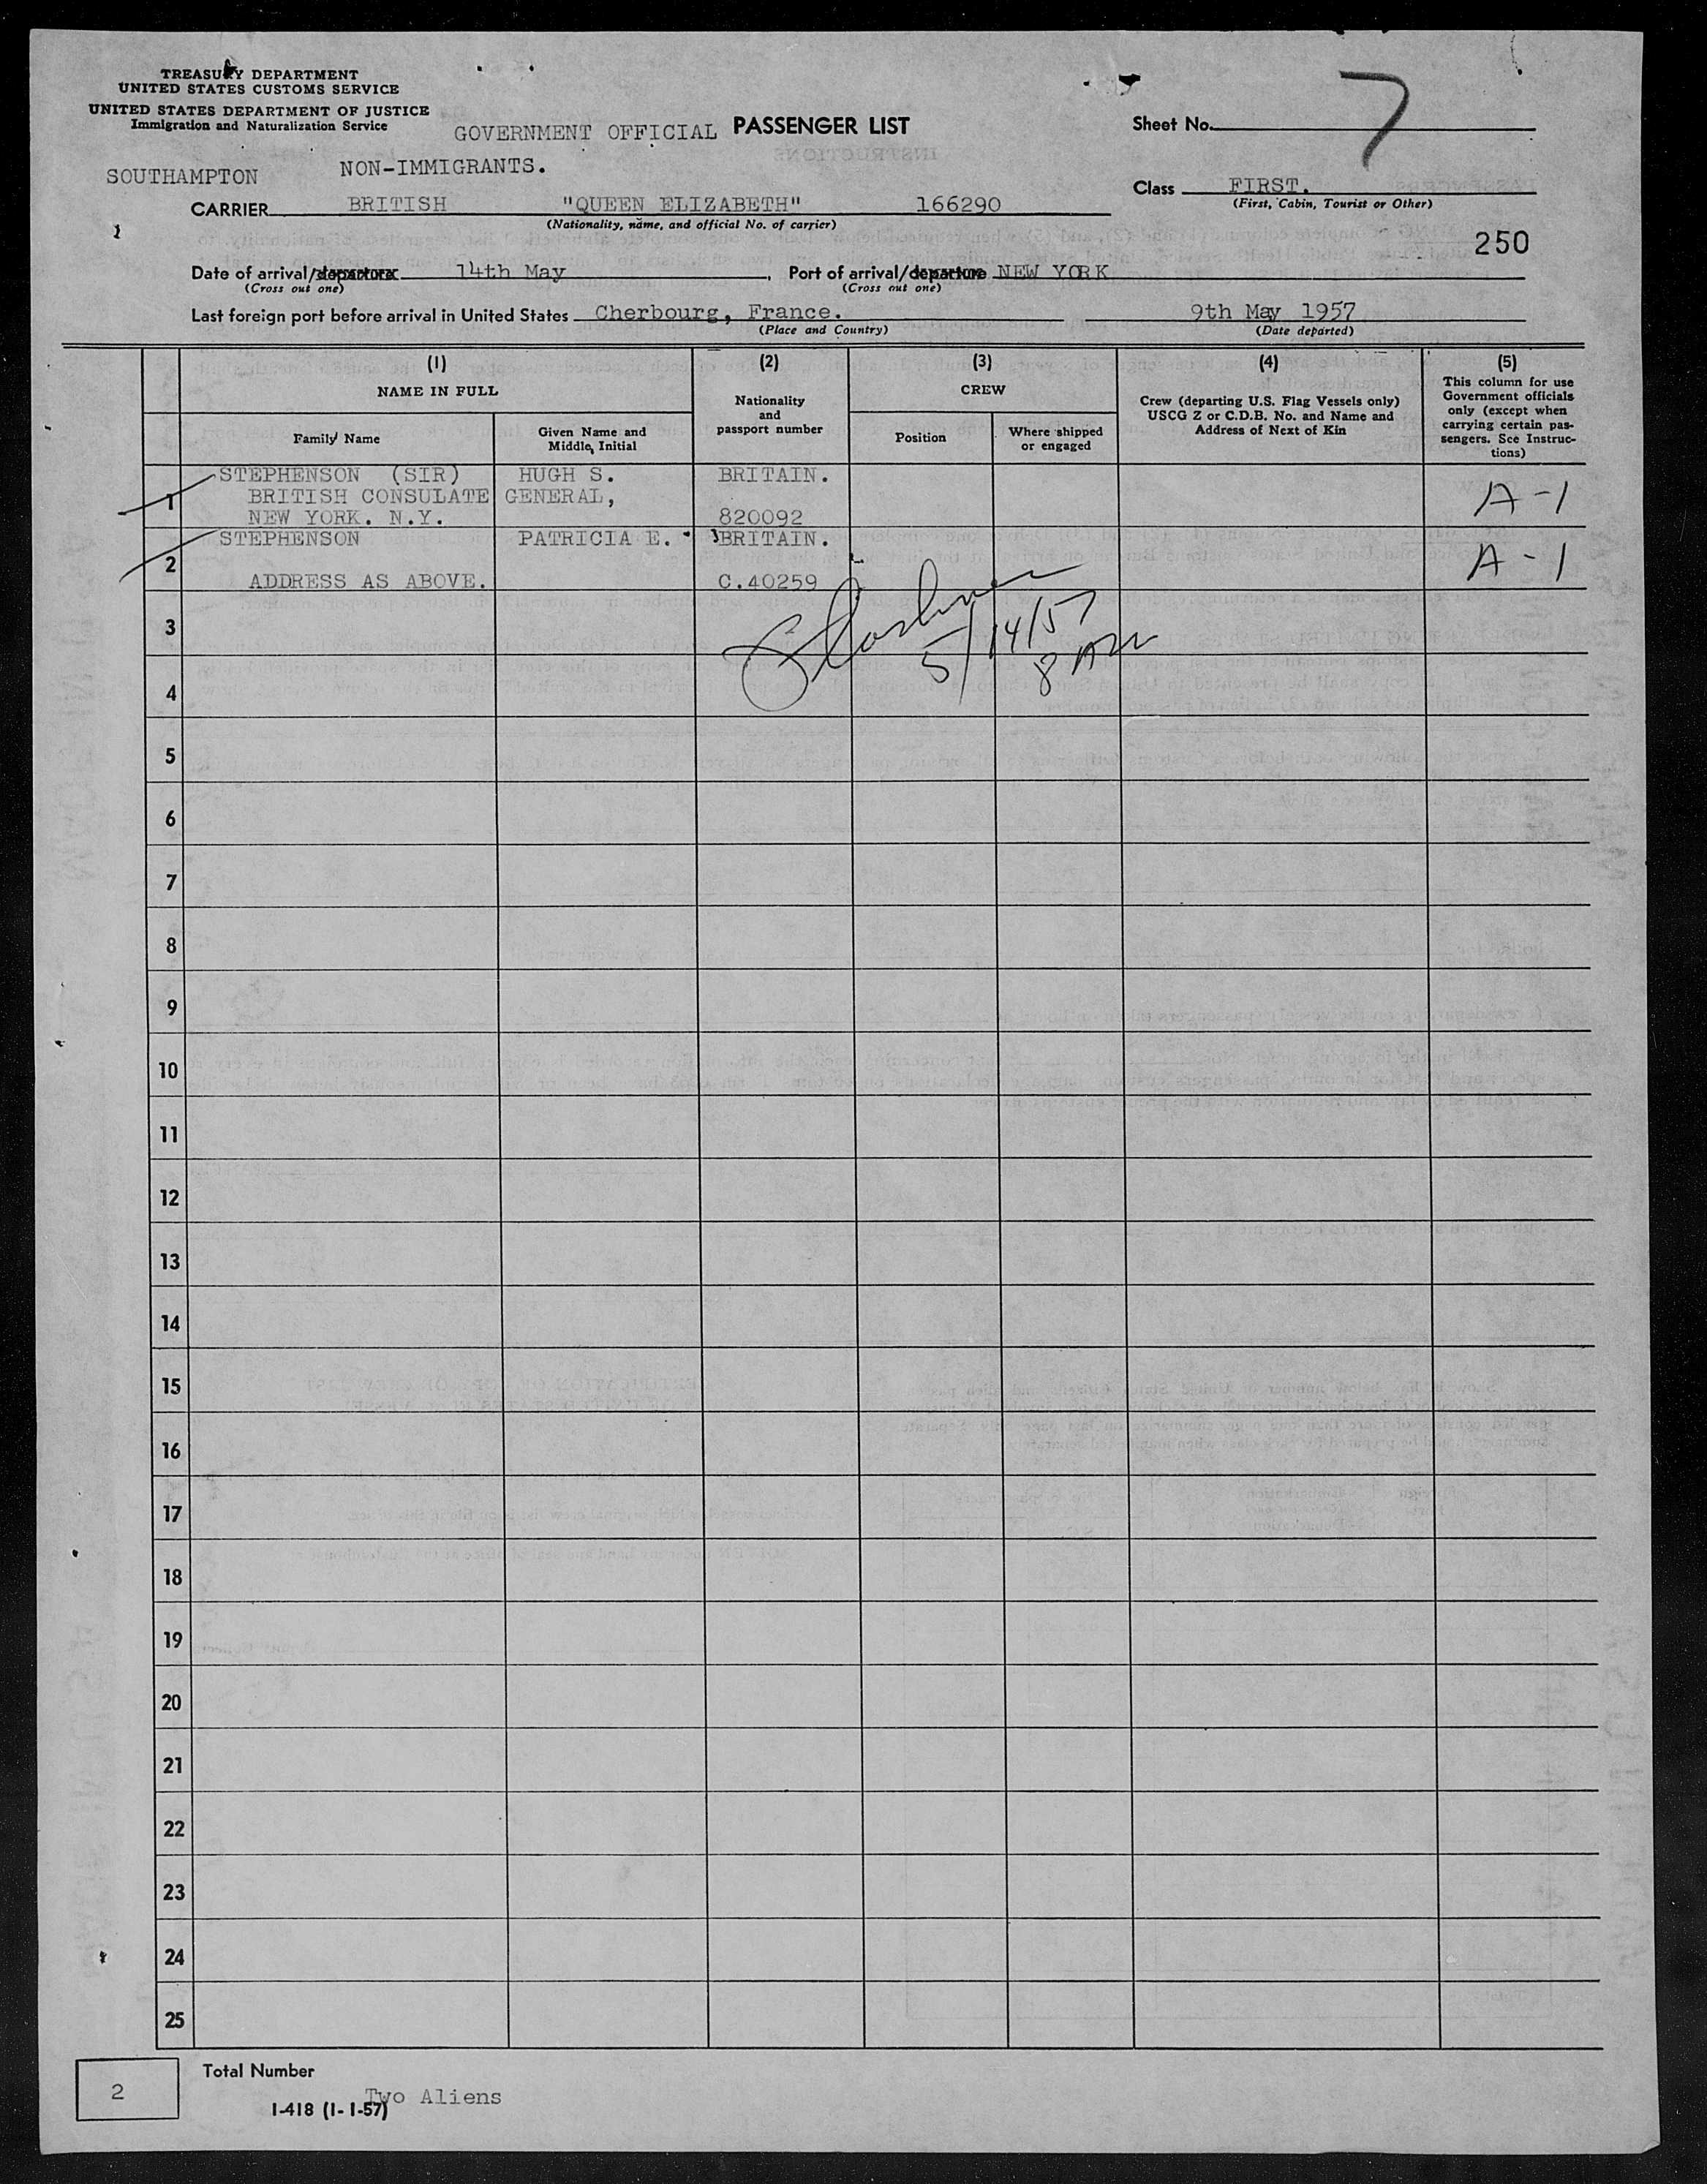 TREASURY DEPARTMENT
UNITED STATES CUSTOMS SERVICE
UNITED STATES DEPARTMENT OF JUSTICE
Immigration and Naturalization Service
GOVERNMENT OFFICIAL PASSENGER LIST
Sheet No. 7
SOUTHAMPTON NON-IMMIGRANTS.
Class FIRST.
(First, Cabin, Tourist or Other)
CARRIER BRITISH "QUEEN ELIZABETH" 166290
(Nationality, name, and official No. of carrier)
250
Date of arrival/departure 14th May, Port of arrival/departure NEW YORK
(Cross out one) (Cross out one)
Last foreign port before arrival in United States Cherbourg, France. 9th May 1957
(Place and Country) (Date departed)
(1) (2) (3) (4) (5)
NAME IN FULL
Family Name
Given Name and
Middle Initial
Nationality
and
passport number
CREW
Position
Where shipped
or engaged
Crew (departing U.S. Flag Vessels only)
USCG Z or C.D.B. No. and Name and
Address of Next of Kin
This column for use
Government officials
only (except when
carrying certain pas-
sengers. See Instruc-
tions)
1 STEPHENSON (SIR) HUGH S. BRITAIN. A-1
BRITISH CONSULATE GENERAL,
NEW YORK. N.Y. 820092
2 STEPHENSON PATRICIA E. BRITAIN. A-1
ADDRESS AS ABOVE. C.40259
5/14/57
8 AM
3
4
5
6
7
8
9
10
11
12
13
14
15
16
17
18
19
20
21
22
23
24
25
2
Total Number
Two Aliens
I-418 (1-1-57)